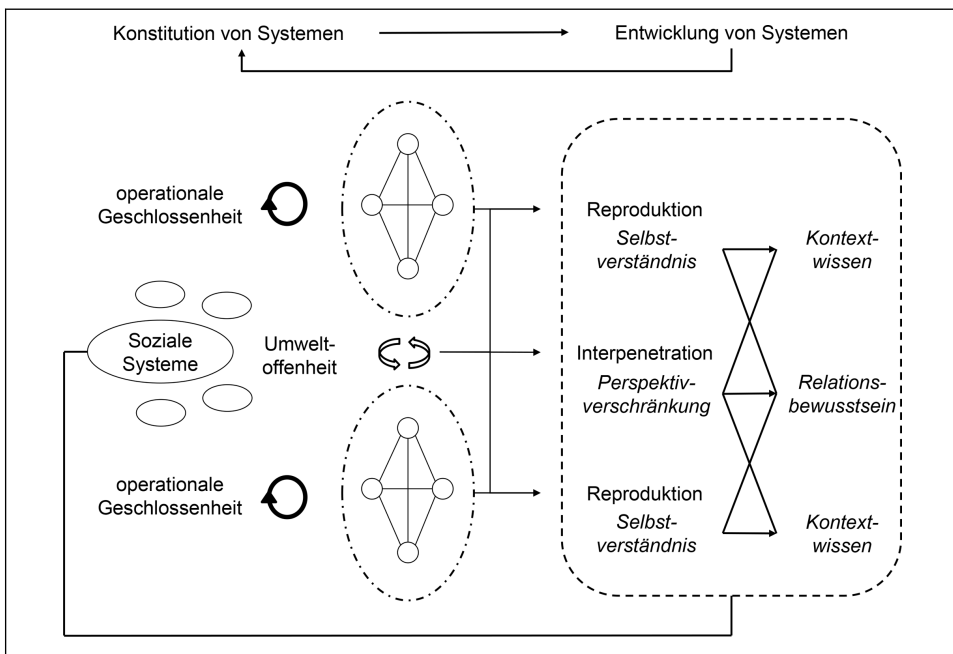 Konstitution von Systemen
Entwicklung von Systemen
operationale
Geschlossenheit
Reproduktion
Selbst-
verständnis
Kontext-
wissen
Soziale
Systeme
Umwelt-
offenheit
Interpenetration
Perspektiv-
verschränkung
Relations-
bewusstsein
operationale
Geschlossenheit
Reproduktion
Selbst-
verständnis
Kontext-
wissen